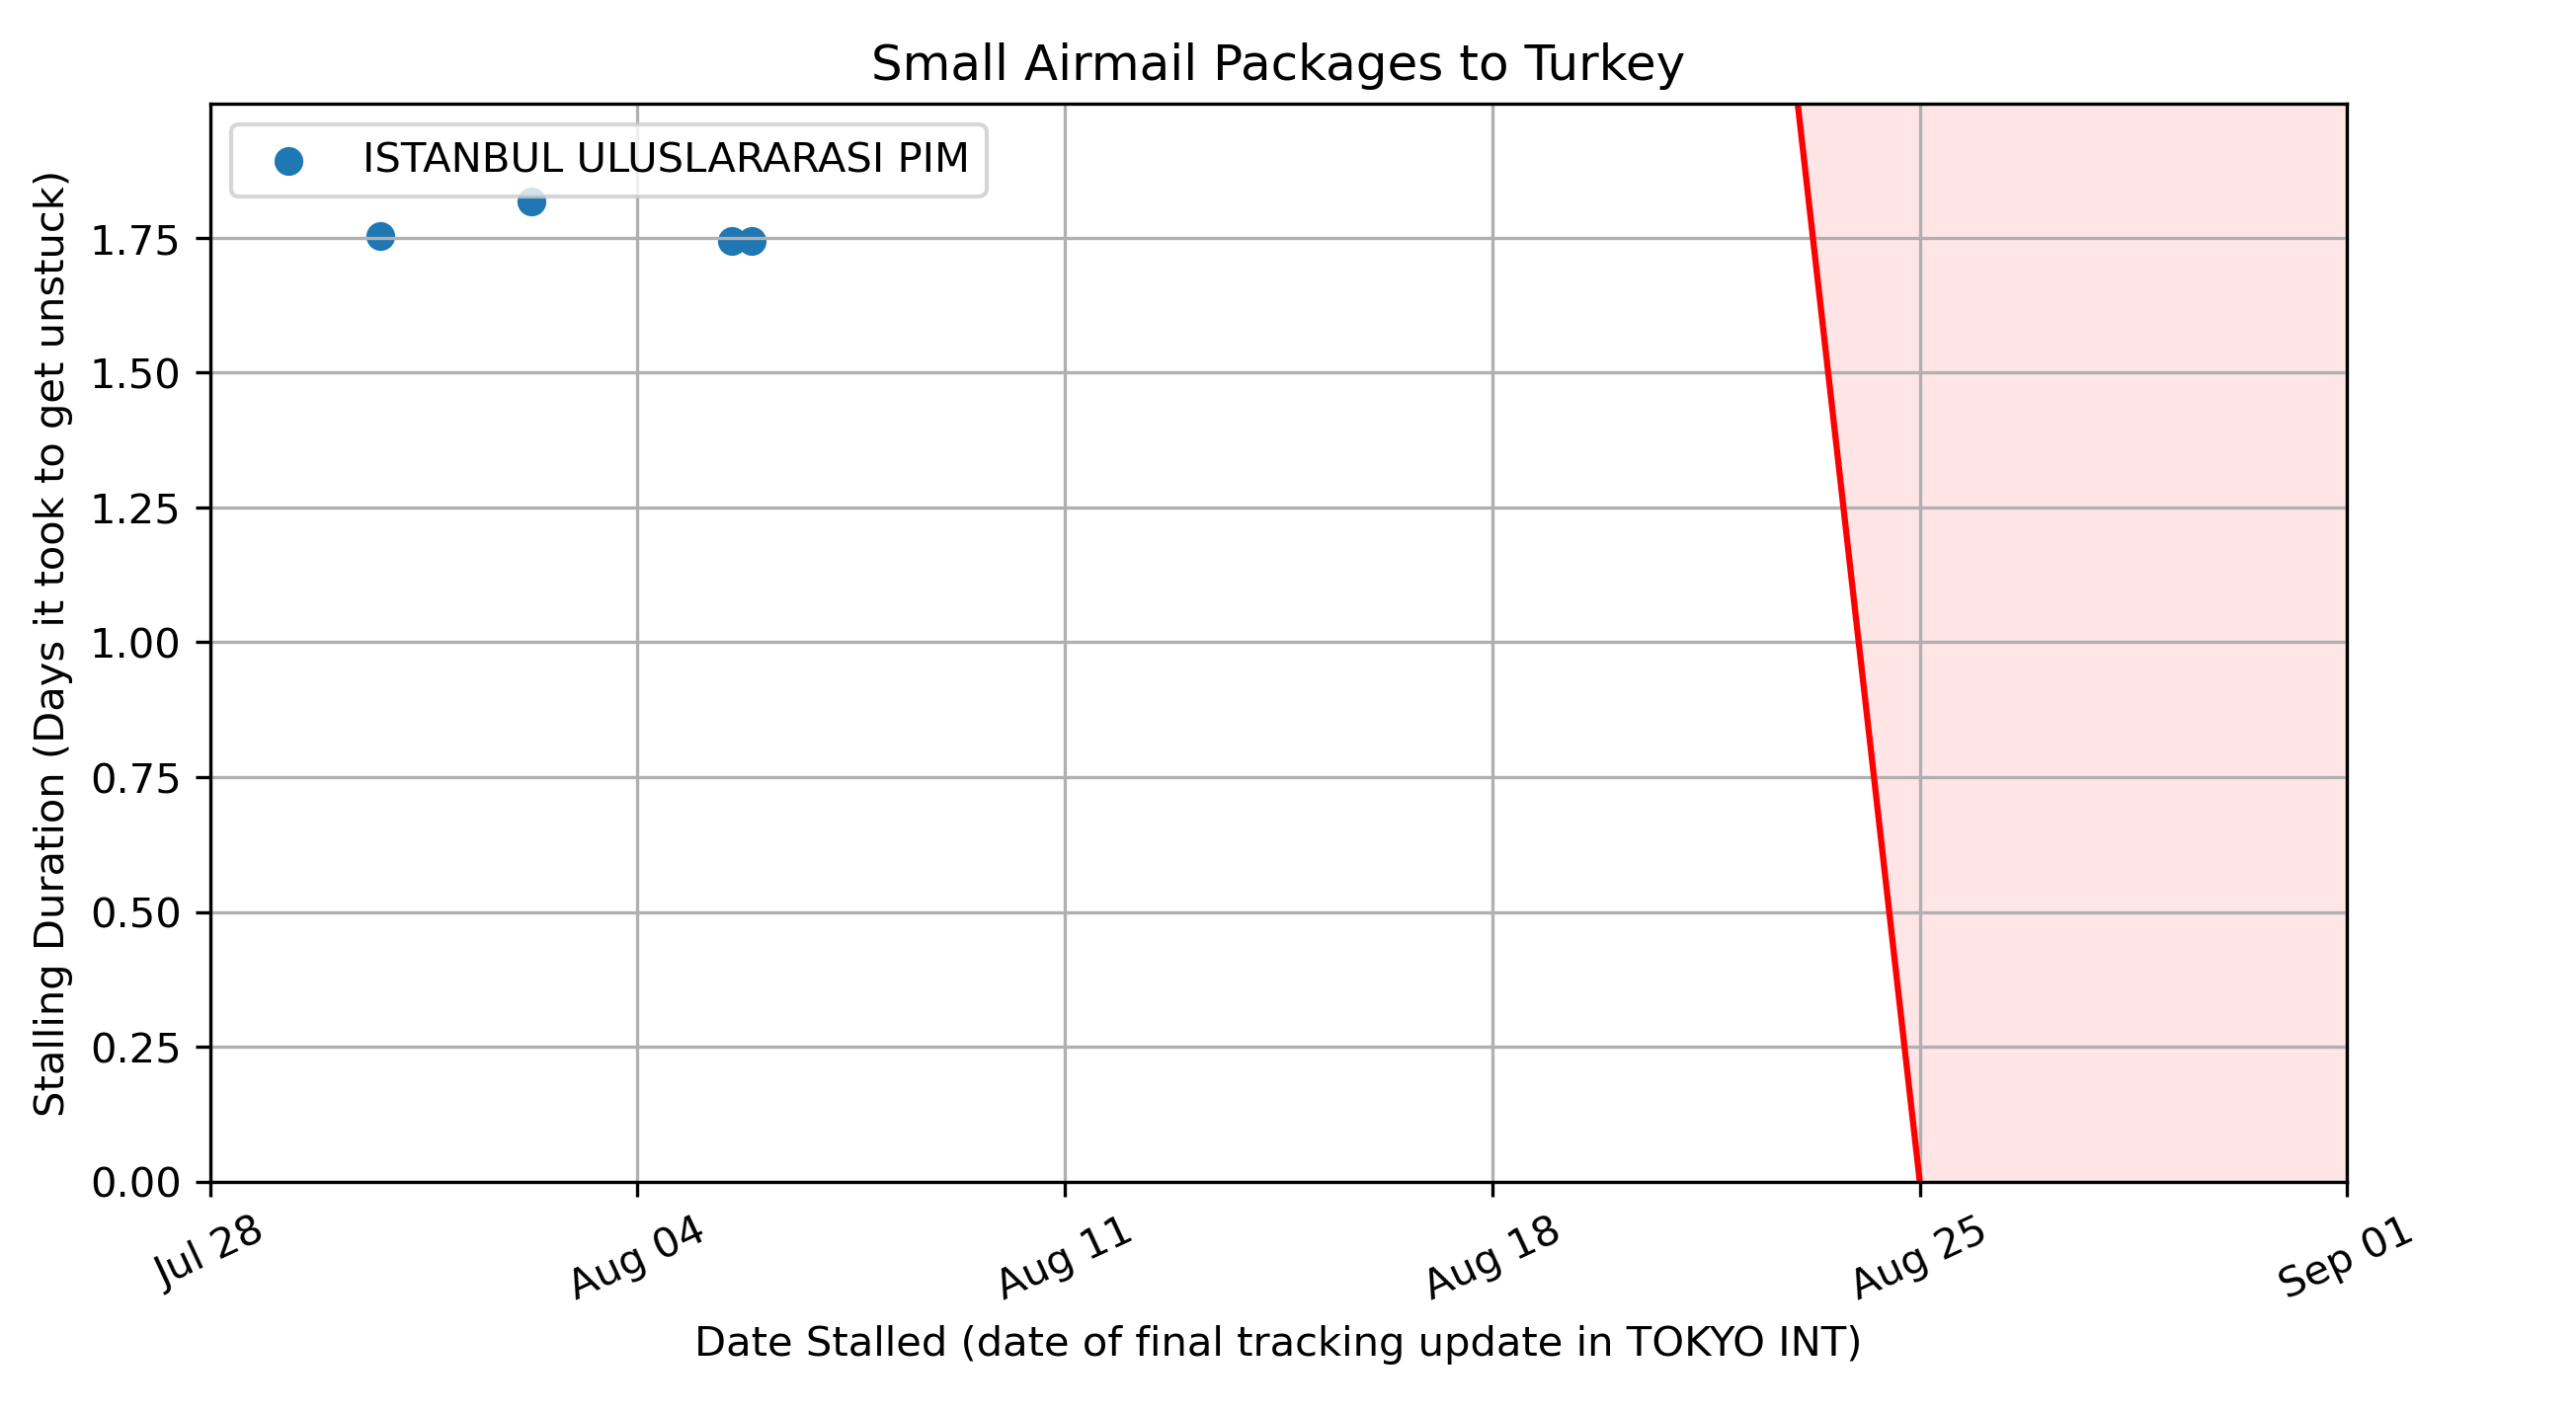 Small Airmail Packages to Turkey
ISTANBUL ULUSLARARASI PIM
Stalling Duration (Days it took to get unstuck)
1.75
1.50
1.25
1.00
0.75
0.50
0.25
0.00
Jul 28
Aug 04
Aug 11
Aug 18
Aug 25
Sep 01
Date Stalled (date of final tracking update in TOKYO INT)